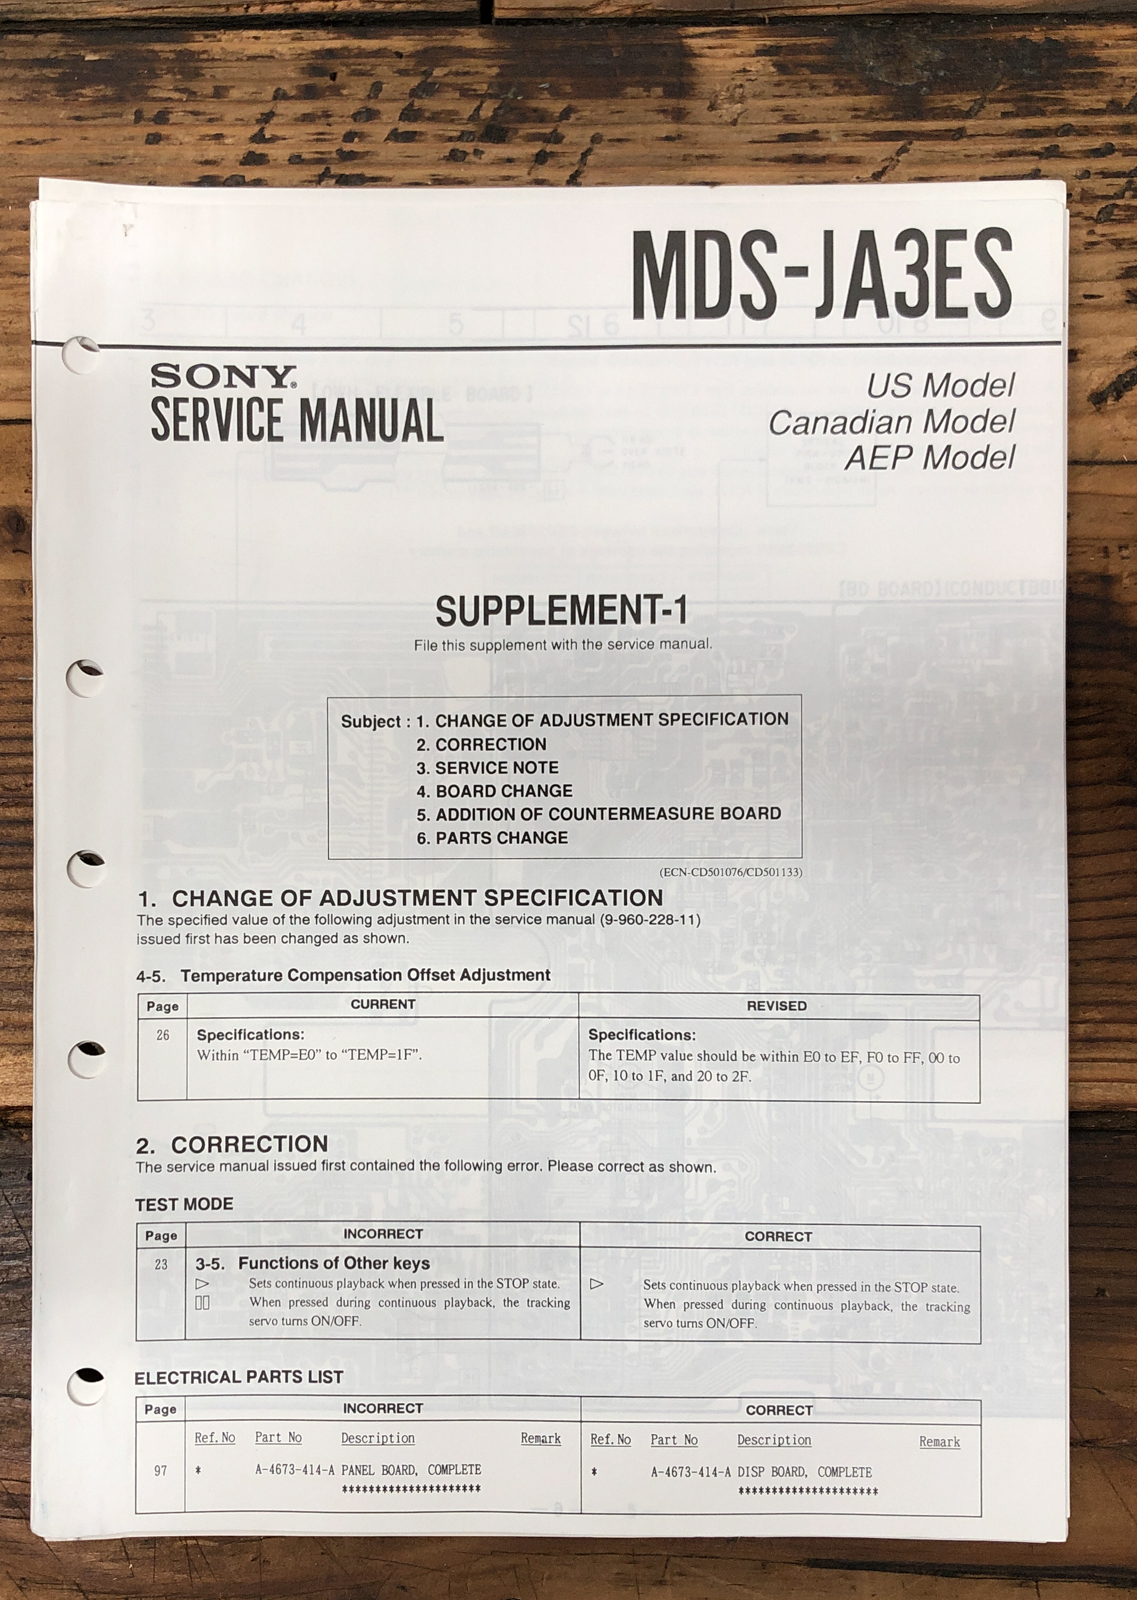 MDS-JA3ES
SONY®
SERVICE MANUAL
US Model
Canadian Model
AEP Model
SUPPLEMENT-1
File this supplement with the service manual.
Subject : 1. CHANGE OF ADJUSTMENT SPECIFICATION
2. CORRECTION
3. SERVICE NOTE
4. BOARD CHANGE
5. ADDITION OF COUNTERMEASURE BOARD
6. PARTS CHANGE
(ECN-CD501076/CD501133)
1. CHANGE OF ADJUSTMENT SPECIFICATION
The specified value of the following adjustment in the service manual (9-960-228-11)
issued first has been changed as shown.
4-5. Temperature Compensation Offset Adjustment
Page CURRENT REVISED
26 Specifications: Specifications:
Within “TEMP=E0” to “TEMP=1F”. The TEMP value should be within E0 to EF, F0 to FF, 00 to
0F, 10 to 1F, and 20 to 2F.
2. CORRECTION
The service manual issued first contained the following error. Please correct as shown.
TEST MODE
Page INCORRECT CORRECT
23 3-5. Functions of Other keys
▷ Sets continuous playback when pressed in the STOP state. ▷ Sets continuous playback when pressed in the STOP state.
▯▯ When pressed during continuous playback, the tracking When pressed during continuous playback, the tracking
servo turns ON/OFF. servo turns ON/OFF.
ELECTRICAL PARTS LIST
Page INCORRECT CORRECT
Ref. No Part No Description Remark Ref. No Part No Description Remark
97 * A-4673-414-A PANEL BOARD, COMPLETE * A-4673-414-A DISP BOARD, COMPLETE
********************* *********************